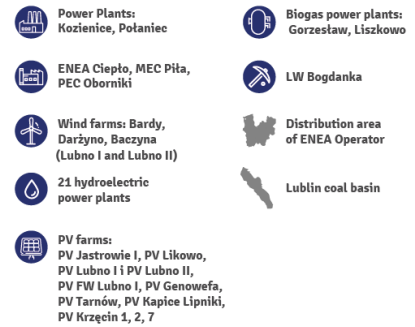 Power Plants:
Kozienice, Połaniec
ENEA Ciepło, MEC Piła,
PEC Oborniki
Wind farms: Bardy,
Darżyno, Baczyna
(Lubno I and Lubno II)
21 hydroelectric
power plants
PV farms:
PV Jastrowie I, PV Likowo,
PV Lubno I i PV Lubno II,
PV FW Lubno I, PV Genowefa,
PV Tarnów, PV Kapice Lipniki,
PV Krzęcin 1, 2, 7
Biogas power plants:
Gorzesław, Liszkowo
LW Bogdanka
Distribution area
of ENEA Operator
Lublin coal basin